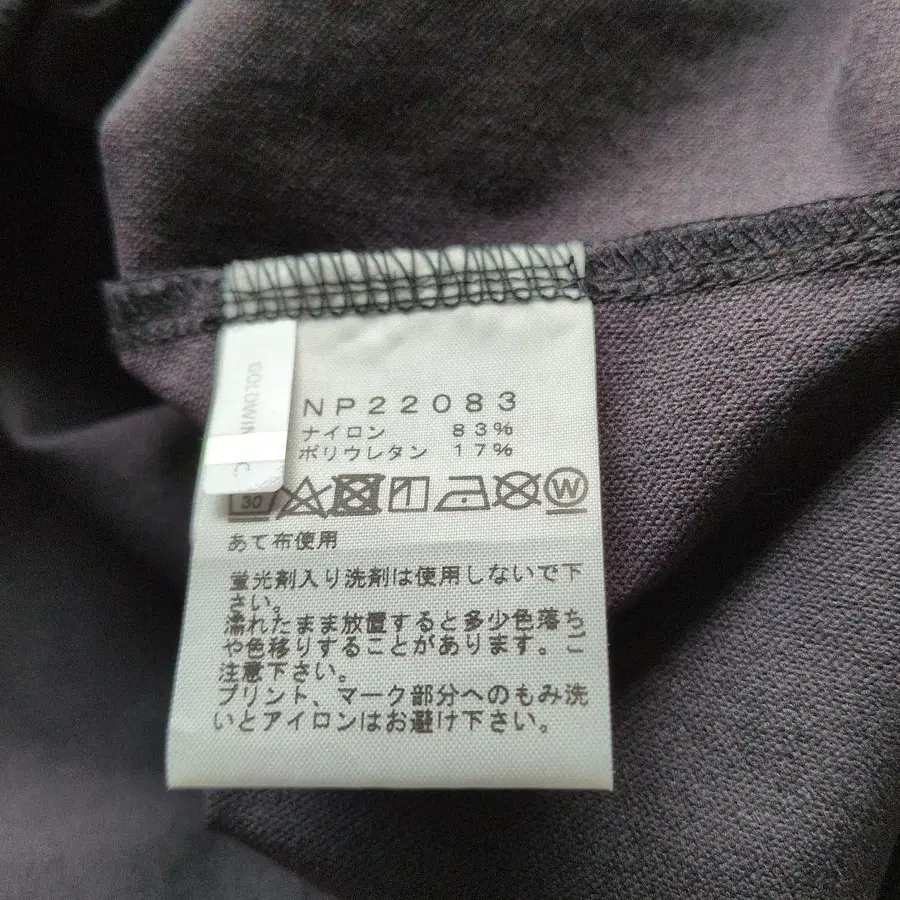 GOLDWIN
C.
NP22083
ナイロン 83%
ポリウレタン 17%
30
W
あて布使用
蛍光剤入り洗剤は使用しないで下
さい。
濡れたまま放置すると多少色落ち
や色移りすることがあります。ご
注意下さい。
プリント、マーク部分へのもみ洗
いとアイロンはお避け下さい。